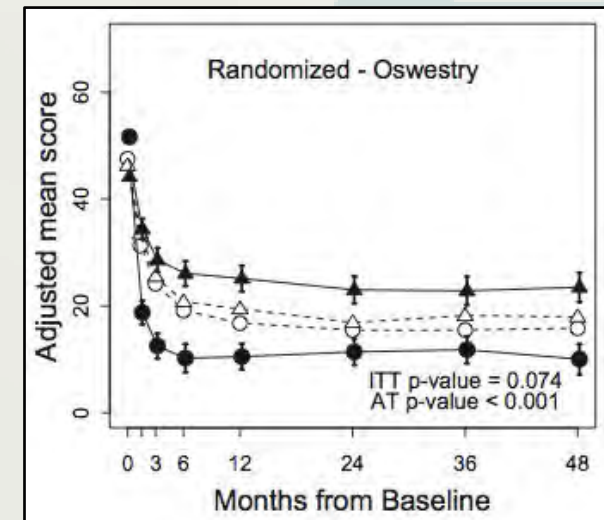 Randomized - Oswestry
Adjusted mean score
60
40
20
0
ITT p-value = 0.074
AT p-value < 0.001
0 3 6 12 24 36 48
Months from Baseline